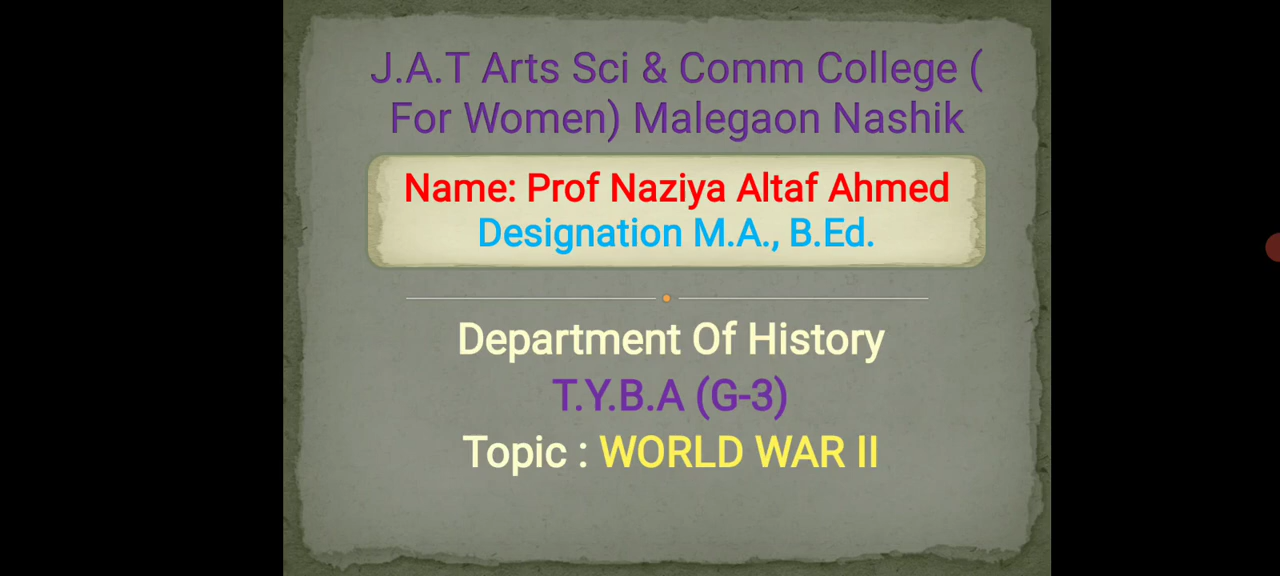 J.A.T Arts Sci & Comm College (
For Women) Malegaon Nashik
Name: Prof Naziya Altaf Ahmed
Designation M.A., B.Ed.
Department Of History
T.Y.B.A (G-3)
Topic : WORLD WAR II